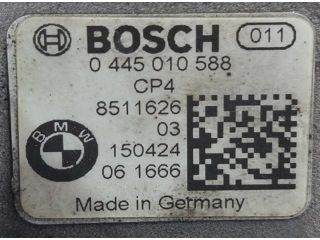 BOSCH 011
0 445 010 588
CP4
8511626
03
BMW
150424
06 1666
Made in Germany